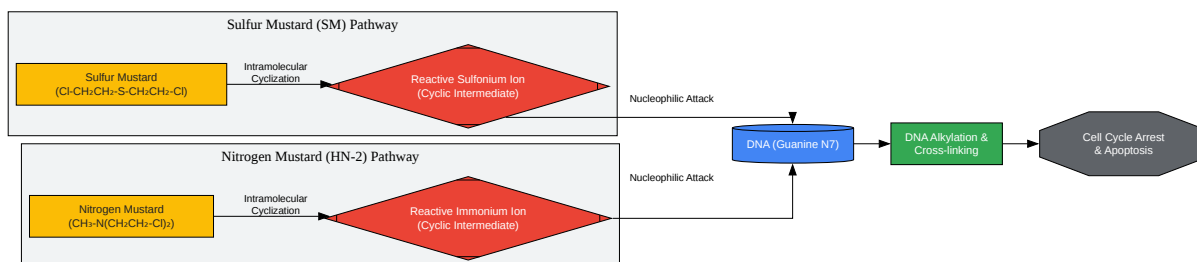 Sulfur Mustard (SM) Pathway
Sulfur Mustard
(Cl-CH₂CH₂-S-CH₂CH₂-Cl)
Intramolecular
Cyclization
Reactive Sulfonium Ion
(Cyclic Intermediate)
Nucleophilic Attack
Nitrogen Mustard (HN-2) Pathway
Nitrogen Mustard
(CH₃-N(CH₂CH₂-Cl)₂)
Intramolecular
Cyclization
Reactive Immonium Ion
(Cyclic Intermediate)
Nucleophilic Attack
DNA (Guanine N7)
DNA Alkylation &
Cross-linking
Cell Cycle Arrest
& Apoptosis